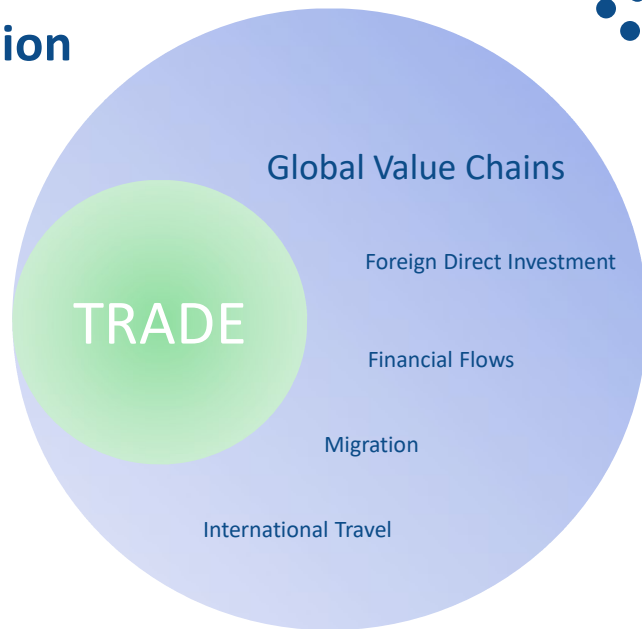 ion
Global Value Chains
Foreign Direct Investment
TRADE
Financial Flows
Migration
International Travel